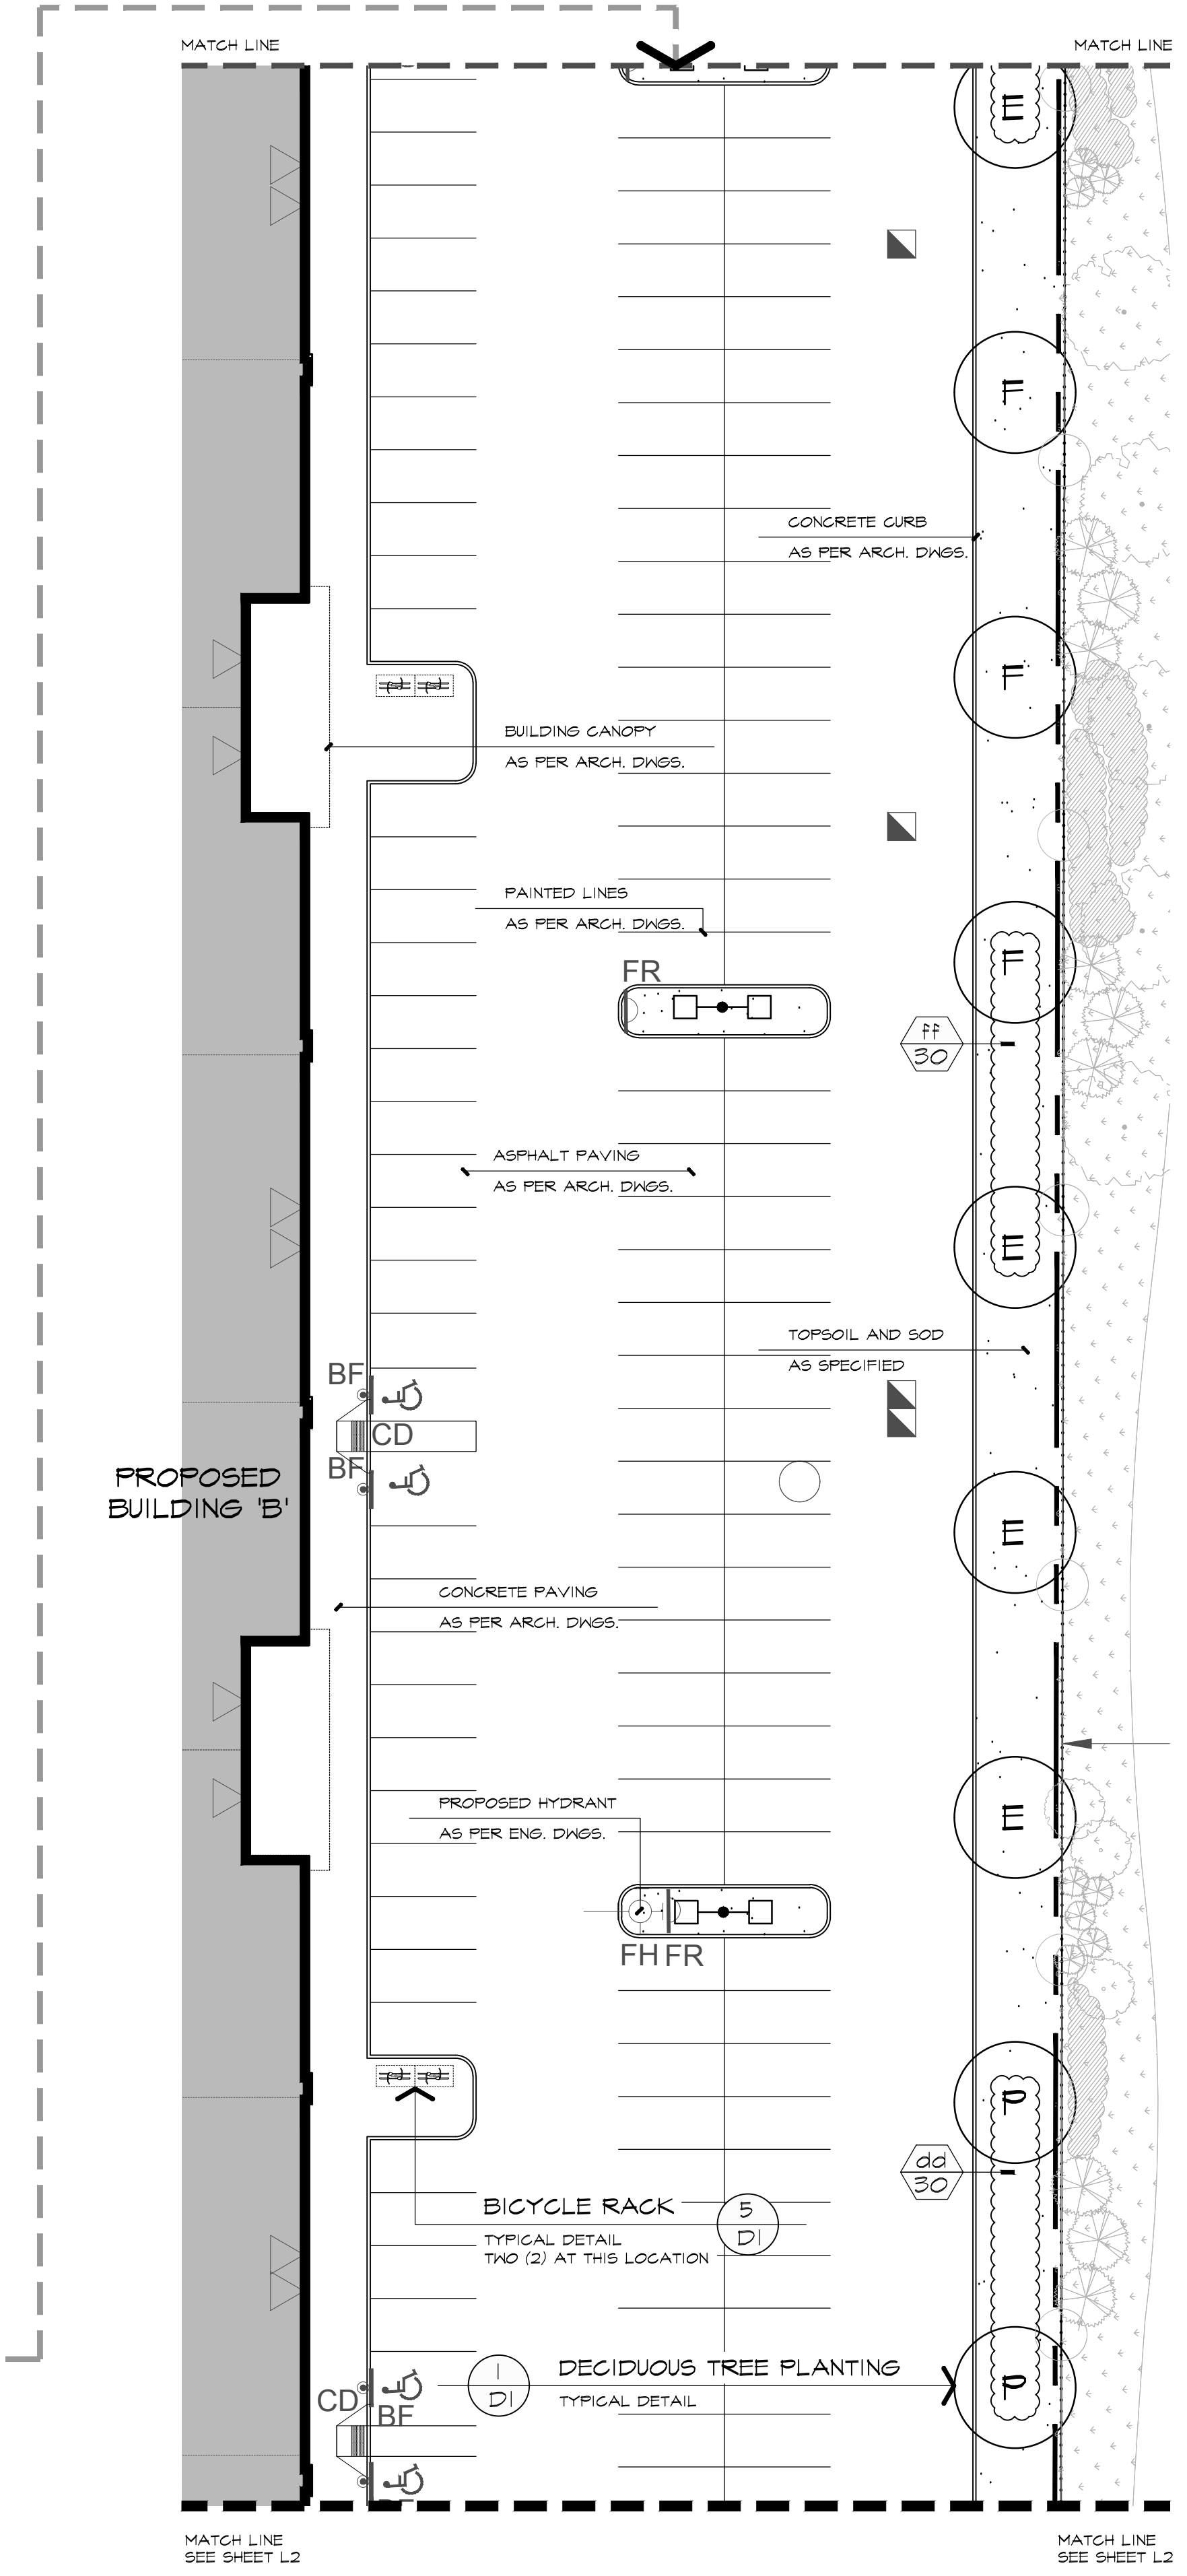 MATCH LINE
MATCH LINE
E
F
CONCRETE CURB
AS PER ARCH. DWGS.
F
BUILDING CANOPY
AS PER ARCH. DWGS.
PAINTED LINES
AS PER ARCH. DWGS.
F
FR
ff
30
ASPHALT PAVING
AS PER ARCH. DWGS.
E
TOPSOIL AND SOD
AS SPECIFIED
BF
CD
BF
PROPOSED
BUILDING 'B'
E
CONCRETE PAVING
AS PER ARCH. DWGS.
PROPOSED HYDRANT
AS PER ENG. DWGS.
E
FH FR
D
dd
30
BICYCLE RACK
5
D1
TYPICAL DETAIL
TWO (2) AT THIS LOCATION
1
D1
DECIDUOUS TREE PLANTING
TYPICAL DETAIL
D
CD
BF
MATCH LINE
SEE SHEET L2
MATCH LINE
SEE SHEET L2